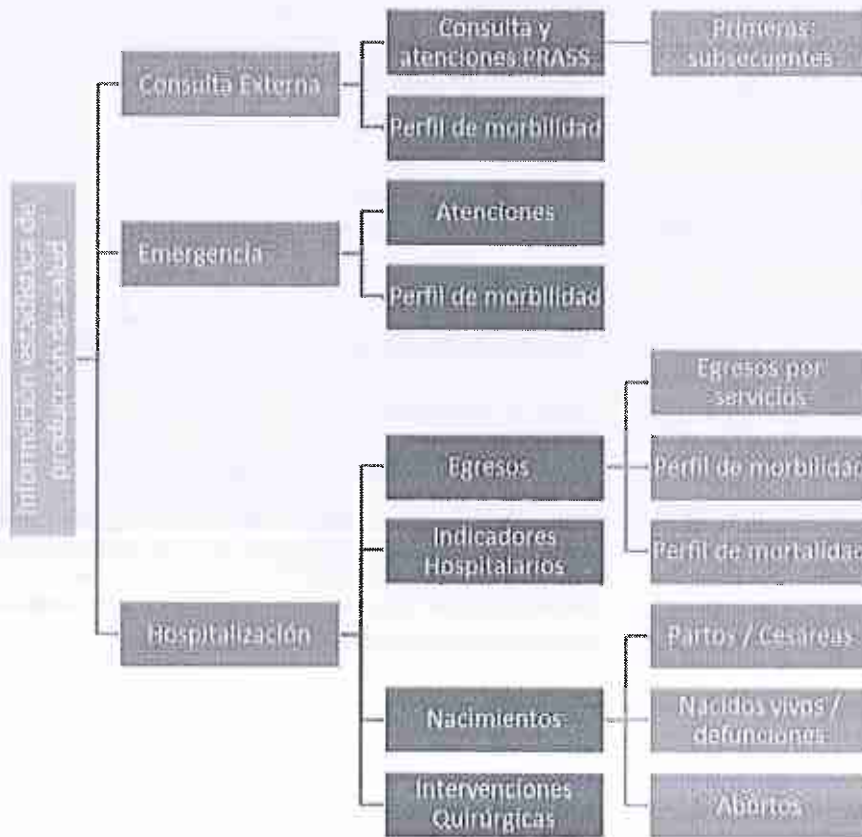 Información estadística de
producción de salud
Consulta Externa
Consulta y
atenciones PRASS
Primeras
subsecuentes
Perfil de morbilidad
Emergencia
Atenciones
Perfil de morbilidad
Hospitalización
Egresos
Egresos por
servicios
Perfil de morbilidad
Perfil de mortalidad
Indicadores
Hospitalarios
Nacimientos
Partos / Cesáreas
Nacidos vivos /
defunciones
Abortos
Intervenciones
Quirúrgicas